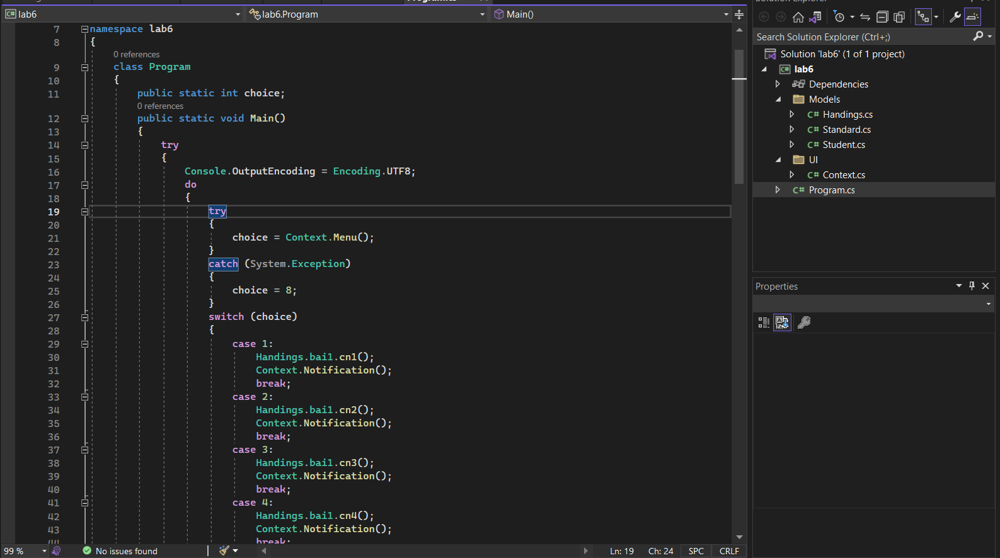 lab6
lab6.Program
Main()
7 namespace lab6
8 {
0 references
9 class Program
10 {
11 public static int choice;
0 references
12 public static void Main()
13 {
14 try
15 {
16 Console.OutputEncoding = Encoding.UTF8;
17 do
18 {
19 try
20 {
21 choice = Context.Menu();
22 }
23 catch (System.Exception)
24 {
25 choice = 8;
26 }
27 switch (choice)
28 {
29 case 1:
30 Handings.bai1.cn1();
31 Context.Notification();
32 break;
33 case 2:
34 Handings.bai1.cn2();
35 Context.Notification();
36 break;
37 case 3:
38 Handings.bai1.cn3();
39 Context.Notification();
40 break;
41 case 4:
42 Handings.bai1.cn4();
43 Context.Notification();
44 break;
99 %
No issues found
Ln: 19
Ch: 24
SPC
CRLF
Solution Explorer
Search Solution Explorer (Ctrl+;)
Solution 'lab6' (1 of 1 project)
C# lab6
Dependencies
Models
C# Handings.cs
C# Standard.cs
C# Student.cs
UI
C# Context.cs
C# Program.cs
Properties